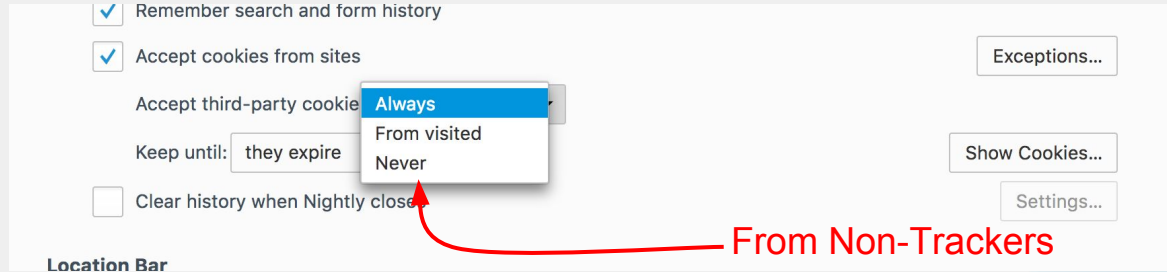 Remember search and form history
Accept cookies from sites
Exceptions...
Accept third-party cookie
Always
From visited
Never
Keep until: they expire
Show Cookies...
Clear history when Nightly closes
Settings...
From Non-Trackers
Location Bar